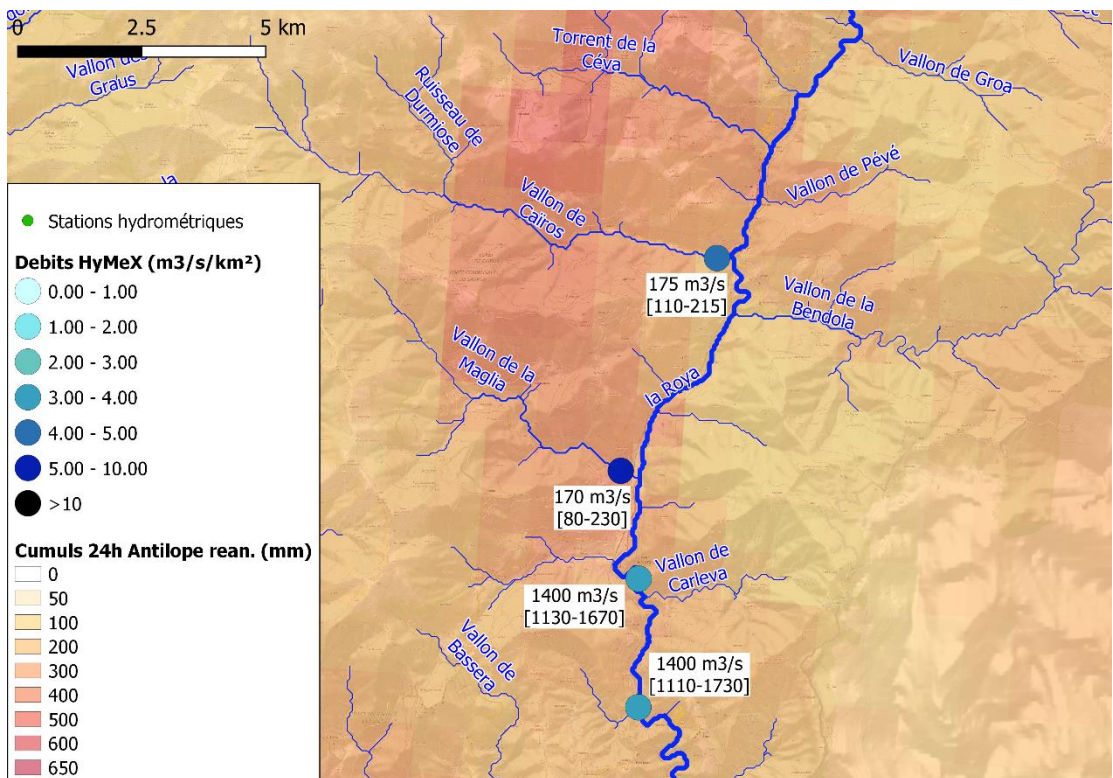 0
2.5
5 km
Vallon des
Graus
Ruisseau de
Durmiose
Torrent de la
Céva
Vallon de Groa
Vallon de Pévé
la
Vallon de
Caïros
175 m3/s
[110-215]
Vallon de la
Bendola
Vallon de la
Maglia
la Roya
170 m3/s
[80-230]
Vallon de
Carleva
1400 m3/s
[1130-1670]
Vallon de
Bassera
1400 m3/s
[1110-1730]
Stations hydrométriques
Debits HyMeX (m3/s/km²)
0.00 - 1.00
1.00 - 2.00
2.00 - 3.00
3.00 - 4.00
4.00 - 5.00
5.00 - 10.00
>10
Cumuls 24h Antilope rean. (mm)
0
50
100
200
300
400
500
600
650